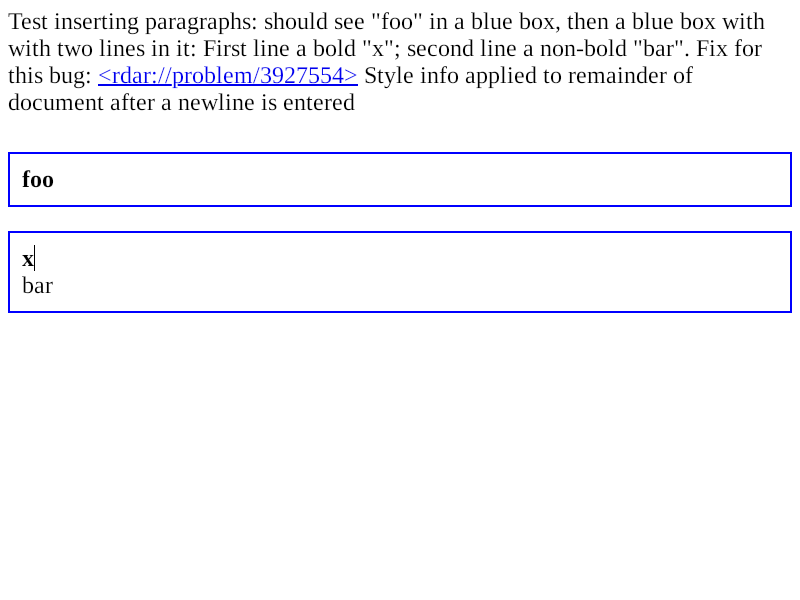 Test inserting paragraphs: should see "foo" in a blue box, then a blue box with
with two lines in it: First line a bold "x"; second line a non-bold "bar". Fix for
this bug: <rdar://problem/3927554> Style info applied to remainder of
document after a newline is entered
foo
x
bar